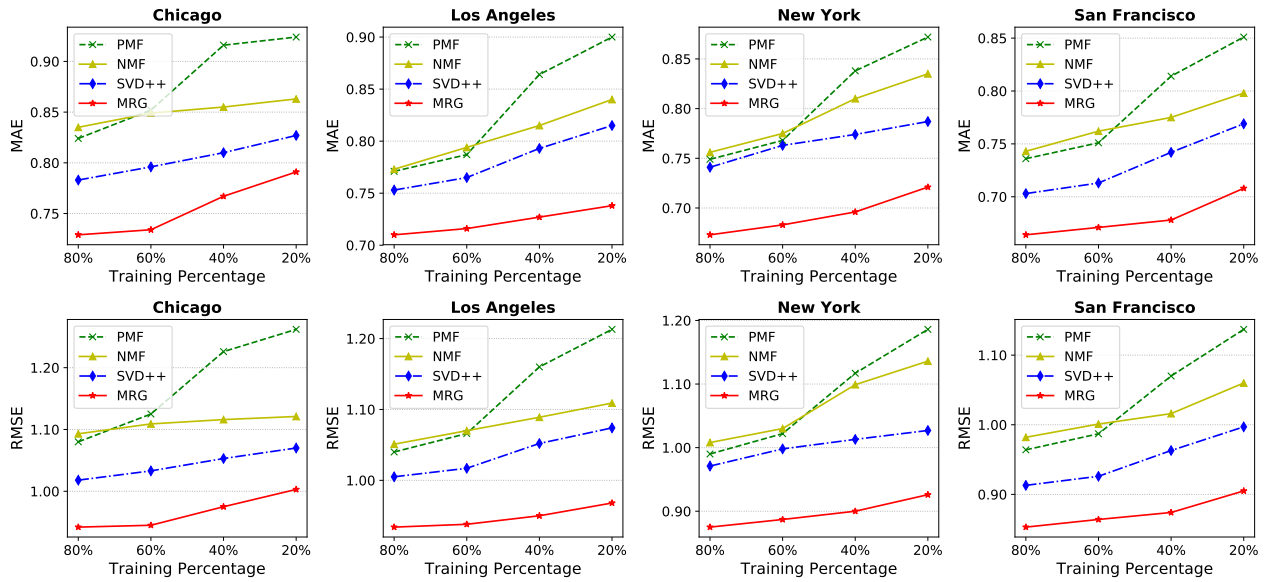 Chicago
MAE
0.90
0.85
0.80
0.75
PMF
NMF
SVD++
MRG
80% 60% 40% 20%
Training Percentage
Los Angeles
MAE
0.90
0.85
0.80
0.75
0.70
PMF
NMF
SVD++
MRG
80% 60% 40% 20%
Training Percentage
New York
MAE
0.85
0.80
0.75
0.70
PMF
NMF
SVD++
MRG
80% 60% 40% 20%
Training Percentage
San Francisco
MAE
0.85
0.80
0.75
0.70
PMF
NMF
SVD++
MRG
80% 60% 40% 20%
Training Percentage
Chicago
RMSE
1.20
1.10
1.00
PMF
NMF
SVD++
MRG
80% 60% 40% 20%
Training Percentage
Los Angeles
RMSE
1.20
1.10
1.00
PMF
NMF
SVD++
MRG
80% 60% 40% 20%
Training Percentage
New York
RMSE
1.20
1.10
1.00
0.90
PMF
NMF
SVD++
MRG
80% 60% 40% 20%
Training Percentage
San Francisco
RMSE
1.10
1.00
0.90
PMF
NMF
SVD++
MRG
80% 60% 40% 20%
Training Percentage